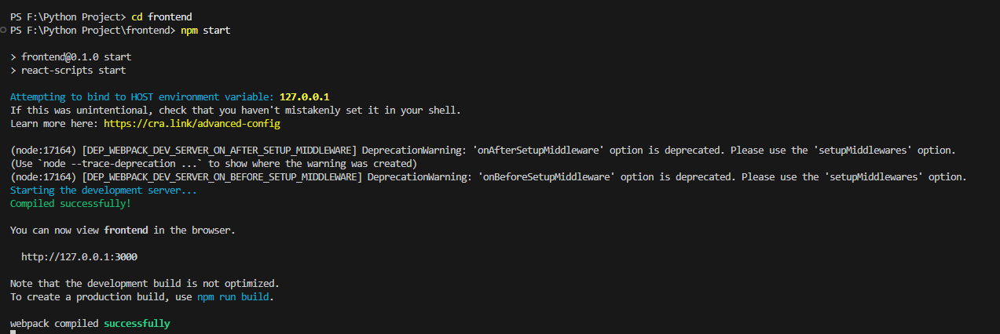 PS F:\Python Project> cd frontend
PS F:\Python Project\frontend> npm start
> frontend@0.1.0 start
> react-scripts start
Attempting to bind to HOST environment variable: 127.0.0.1
If this was unintentional, check that you haven't mistakenly set it in your shell.
Learn more here: https://cra.link/advanced-config
(node:17164) [DEP_WEBPACK_DEV_SERVER_ON_AFTER_SETUP_MIDDLEWARE] DeprecationWarning: 'onAfterSetupMiddleware' option is deprecated. Please use the 'setupMiddlewares' option.
(Use `node --trace-deprecation ...` to show where the warning was created)
(node:17164) [DEP_WEBPACK_DEV_SERVER_ON_BEFORE_SETUP_MIDDLEWARE] DeprecationWarning: 'onBeforeSetupMiddleware' option is deprecated. Please use the 'setupMiddlewares' option.
Starting the development server...
Compiled successfully!
You can now view frontend in the browser.
http://127.0.0.1:3000
Note that the development build is not optimized.
To create a production build, use npm run build.
webpack compiled successfully